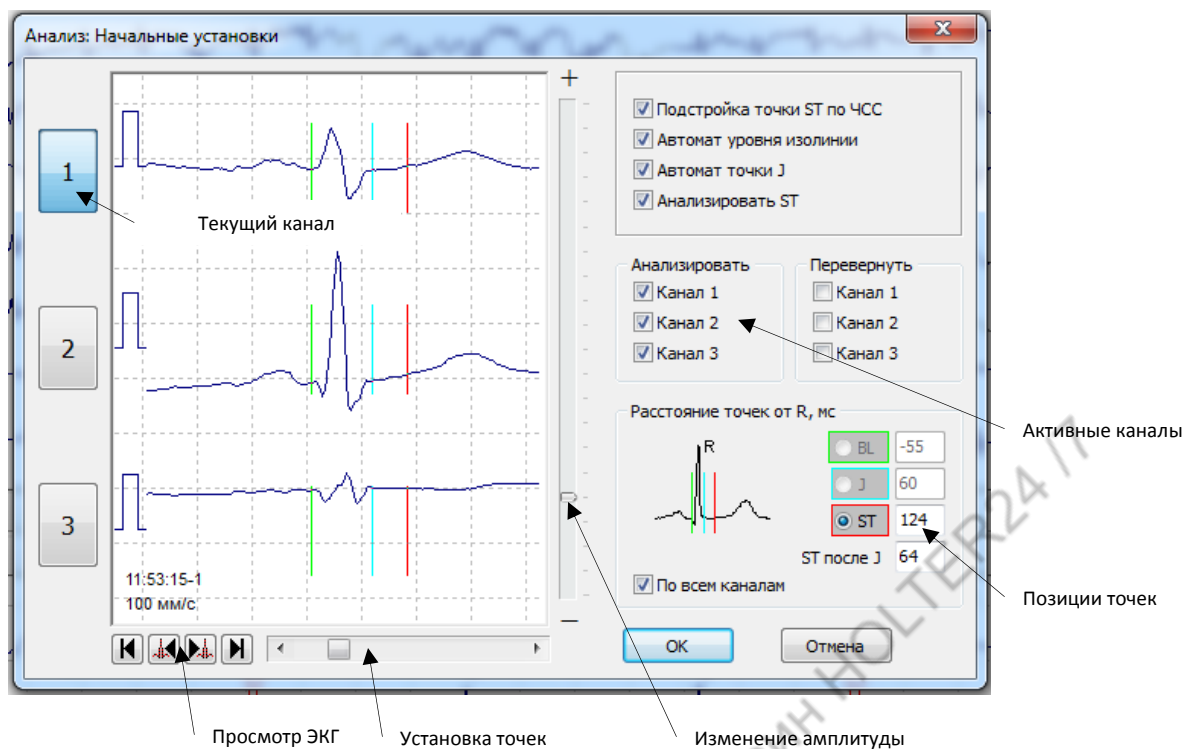 Анализ: Начальные установки
1
Текущий канал
2
3
11:53:15-1
100 мм/с
+
−
Подстройка точки ST по ЧСС
Автомат уровня изолинии
Автомат точки J
Анализировать ST
Анализировать
Канал 1
Канал 2
Канал 3
Перевернуть
Канал 1
Канал 2
Канал 3
Расстояние точек от R, мс
R
BL -55
J 60
ST 124
ST после J 64
По всем каналам
OK
Отмена
Активные каналы
Позиции точек
Просмотр ЭКГ
Установка точек
Изменение амплитуды
HOLTER24